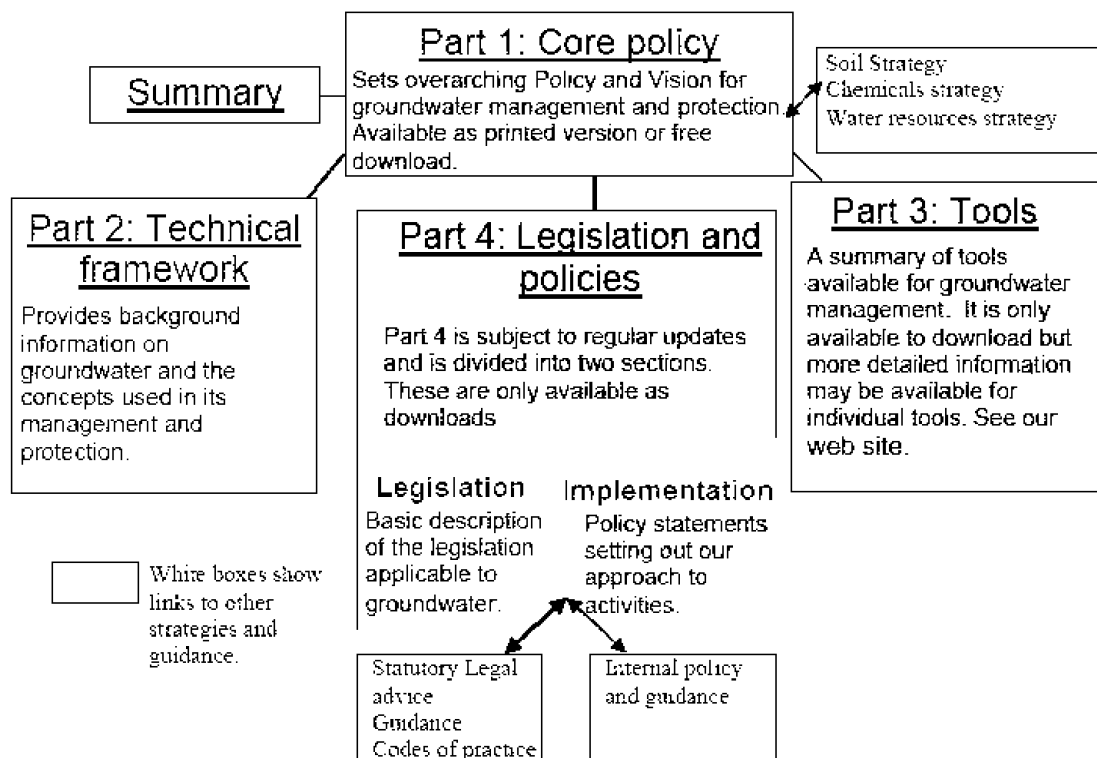 Part 1: Core policy
Sets overarching Policy and Vision for
groundwater management and protection.
Available as printed version or free
download.
Summary
Soil Strategy
Chemicals strategy
Water resources strategy
Part 2: Technical
framework
Provides background
information on
groundwater and the
concepts used in its
management and
protection.
Part 4: Legislation and
policies
Part 4 is subject to regular updates
and is divided into two sections.
These are only available as
downloads
Part 3: Tools
A summary of tools
available for groundwater
management. It is only
available to download but
more detailed information
may be available for
individual tools. See our
web site.
Legislation
Basic description
of the legislation
applicable to
groundwater.
Implementation
Policy statements
setting out our
approach to
activities.
White boxes show
links to other
strategies and
guidance.
Statutory Legal
advice
Guidance
Codes of practice
Internal policy
and guidance